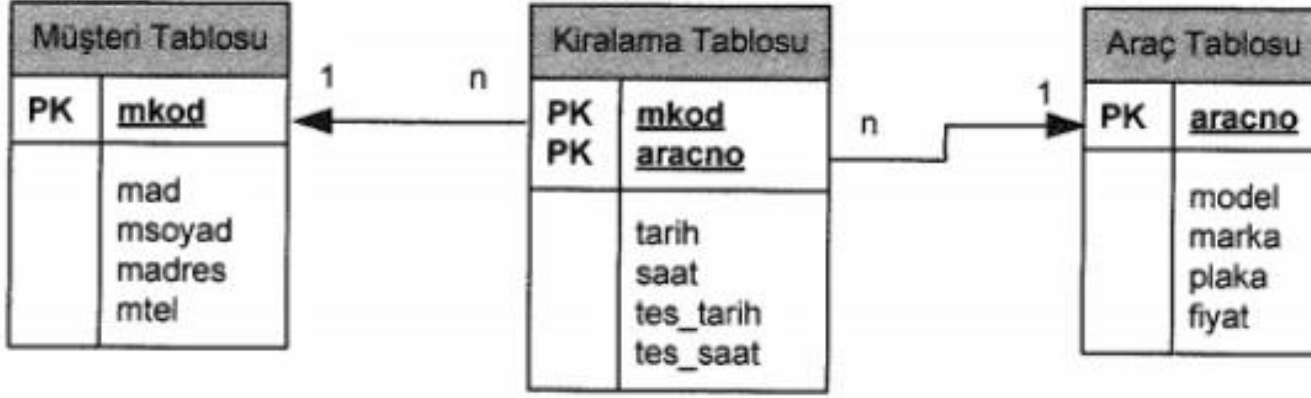 Müşteri Tablosu
PK mkod
mad
msoyad
madres
mtel
1
n
Kiralama Tablosu
PK mkod
PK aracno
tarih
saat
tes_tarih
tes_saat
n
1
Araç Tablosu
PK aracno
model
marka
plaka
fiyat